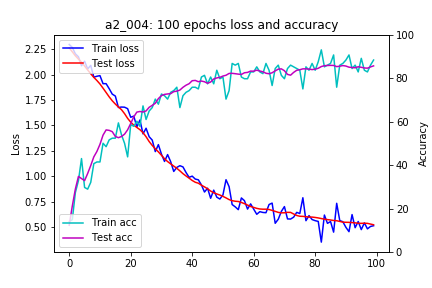 a2_004: 100 epochs loss and accuracy
Train loss
Test loss
Train acc
Test acc
Loss
Accuracy
2.25
2.00
1.75
1.50
1.25
1.00
0.75
0.50
100
80
60
40
20
0
0
20
40
60
80
100